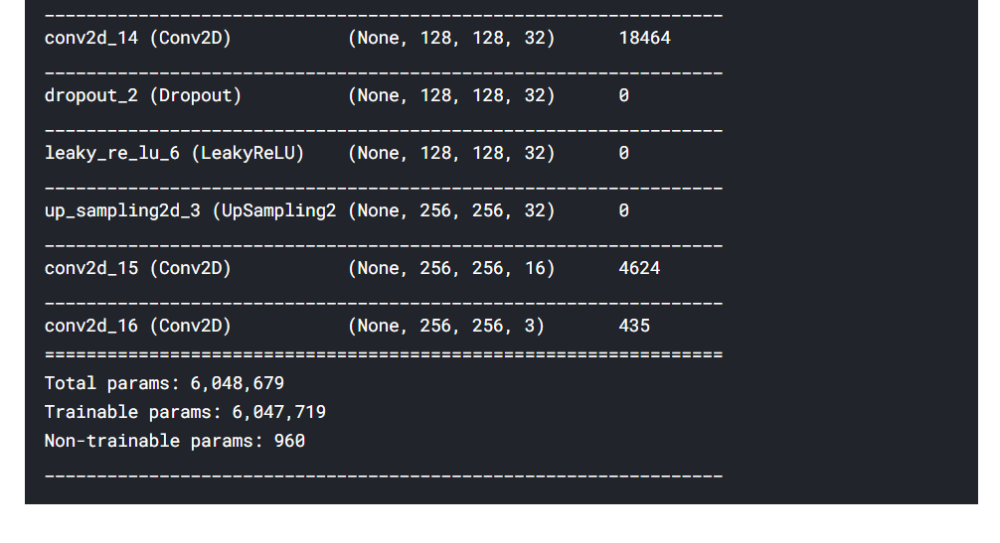 _________________________________________________________________
conv2d_14 (Conv2D)           (None, 128, 128, 32)      18464
_________________________________________________________________
dropout_2 (Dropout)          (None, 128, 128, 32)      0
_________________________________________________________________
leaky_re_lu_6 (LeakyReLU)    (None, 128, 128, 32)      0
_________________________________________________________________
up_sampling2d_3 (UpSampling2 (None, 256, 256, 32)      0
_________________________________________________________________
conv2d_15 (Conv2D)           (None, 256, 256, 16)      4624
_________________________________________________________________
conv2d_16 (Conv2D)           (None, 256, 256, 3)       435
=================================================================
Total params: 6,048,679
Trainable params: 6,047,719
Non-trainable params: 960
_________________________________________________________________